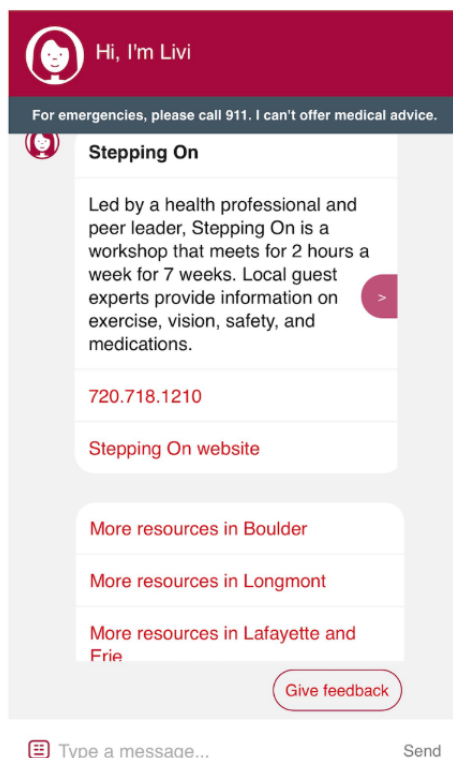 Hi, I'm Livi
For emergencies, please call 911. I can't offer medical advice.
Stepping On
Led by a health professional and
peer leader, Stepping On is a
workshop that meets for 2 hours a
week for 7 weeks. Local guest
experts provide information on
exercise, vision, safety, and
medications.
>
720.718.1210
Stepping On website
More resources in Boulder
More resources in Longmont
More resources in Lafayette and
Erie
Give feedback
Type a message...
Send